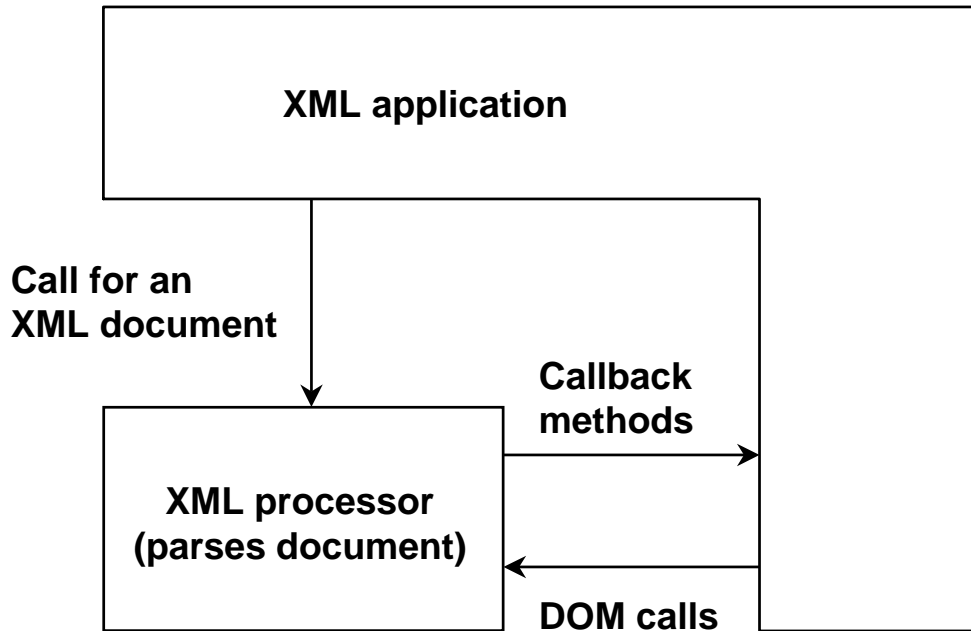 XML application
Call for an
XML document
Callback
methods
XML processor
(parses document)
DOM calls